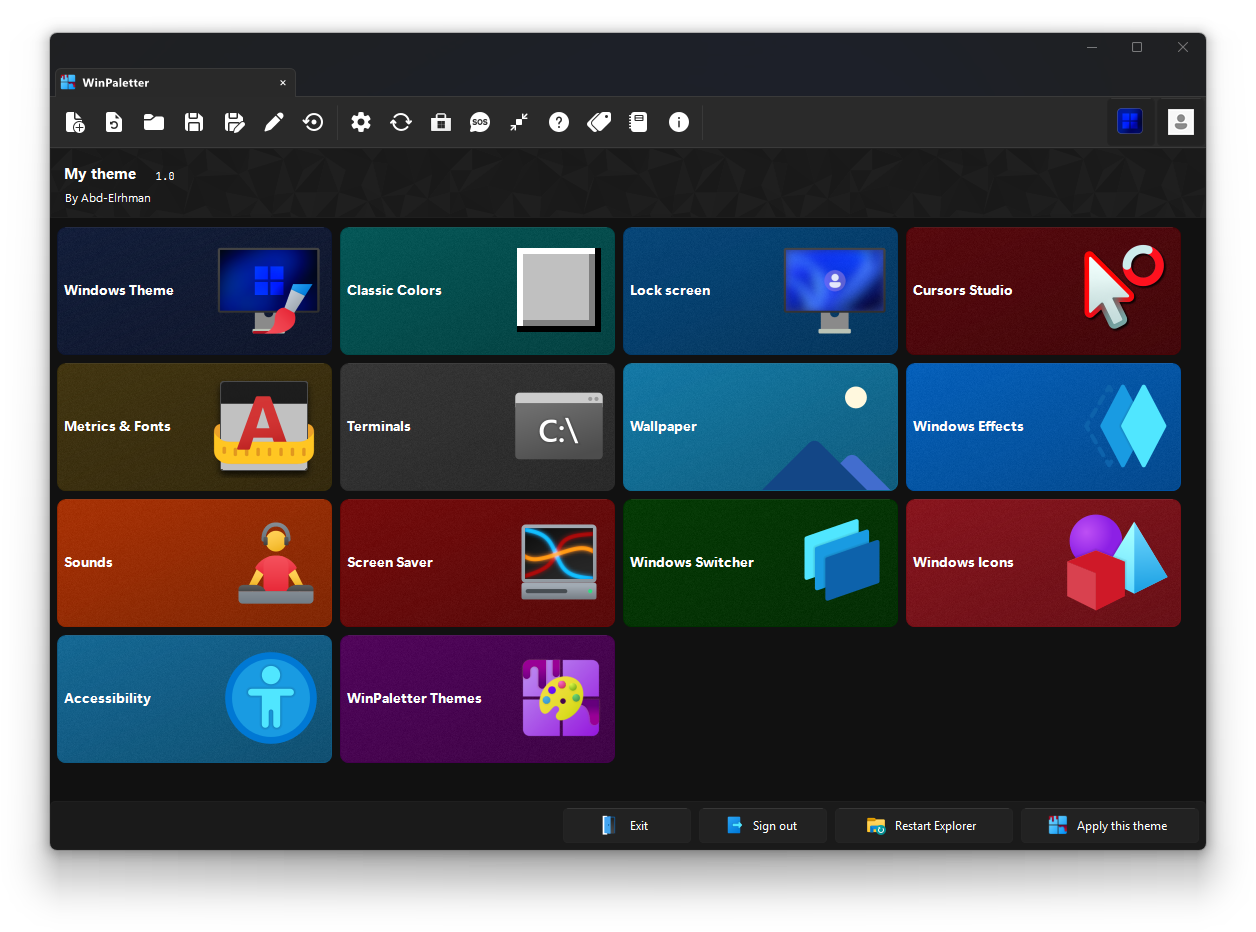 WinPaletter
SOS
My theme 1.0
By Abd-Elrhman
Windows Theme
Classic Colors
Lock screen
Cursors Studio
Metrics & Fonts
A
Terminals
C:\
Wallpaper
Windows Effects
Sounds
Screen Saver
Windows Switcher
Windows Icons
Accessibility
WinPaletter Themes
Exit
Sign out
Restart Explorer
Apply this theme